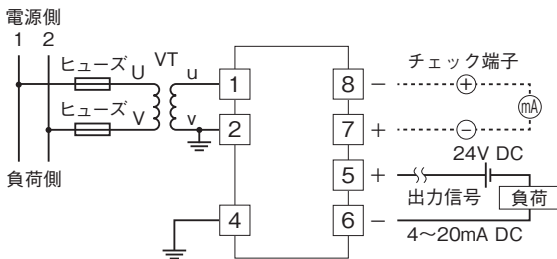 電源側
1 2
ヒューズ U VT u
ヒューズ V v
負荷側
1
2
4
8 −
7 +
5 +
6 −
チェック端子
+
mA
−
24V DC
出力信号
負荷
4〜20mA DC